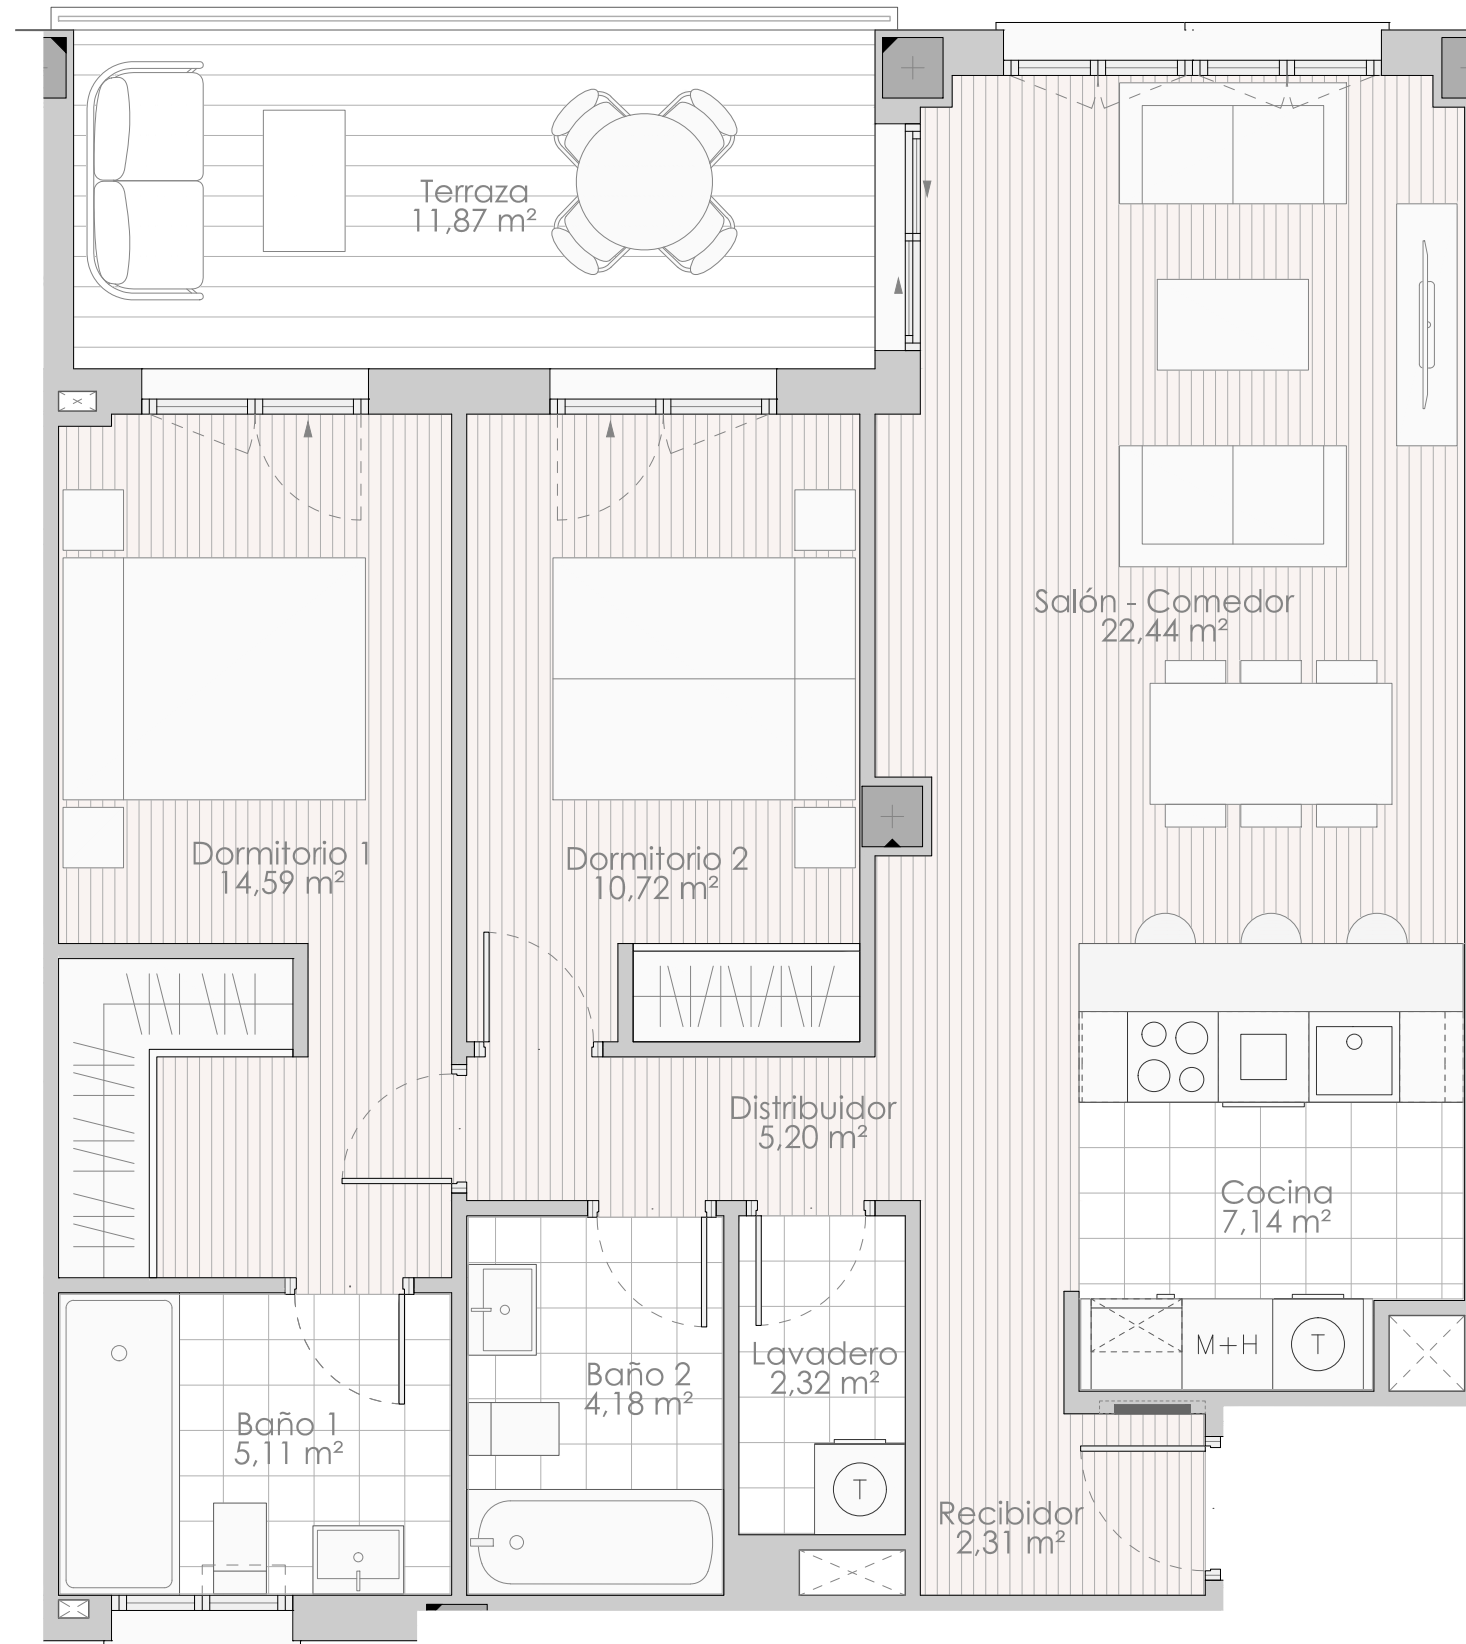 Terraza
11,87 m²
Salón - Comedor
22,44 m²
Dormitorio 1
14,59 m²
Dormitorio 2
10,72 m²
Distribuidor
5,20 m²
Cocina
7,14 m²
M+H
T
Lavadero
2,32 m²
Baño 2
4,18 m²
Baño 1
5,11 m²
T
Recibidor
2,31 m²